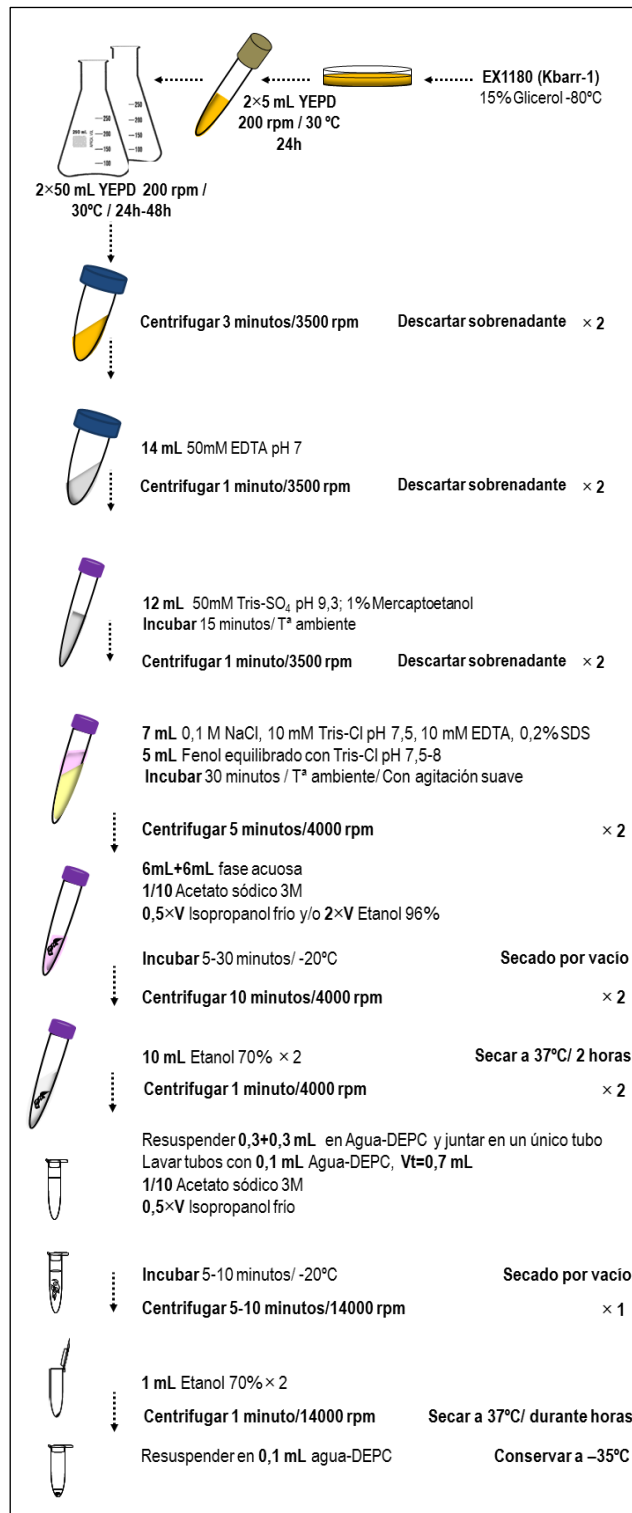 EX1180 (Kbarr-1)
15% Glicerol -80ºC
2×5 mL YEPD
200 rpm / 30 ºC
24h
250
200
150
100
250
200
150
100
2×50 mL YEPD 200 rpm /
30ºC / 24h-48h
Centrifugar 3 minutos/3500 rpm Descartar sobrenadante × 2
14 mL 50mM EDTA pH 7
Centrifugar 1 minuto/3500 rpm Descartar sobrenadante × 2
12 mL 50mM Tris-SO₄ pH 9,3; 1% Mercaptoetanol
Incubar 15 minutos/ Tª ambiente
Centrifugar 1 minuto/3500 rpm Descartar sobrenadante × 2
7 mL 0,1 M NaCl, 10 mM Tris-Cl pH 7,5, 10 mM EDTA, 0,2% SDS
5 mL Fenol equilibrado con Tris-Cl pH 7,5-8
Incubar 30 minutos / Tª ambiente/ Con agitación suave
Centrifugar 5 minutos/4000 rpm × 2
6mL+6mL fase acuosa
1/10 Acetato sódico 3M
0,5×V Isopropanol frío y/o 2×V Etanol 96%
Incubar 5-30 minutos/ -20ºC Secado por vacío
Centrifugar 10 minutos/4000 rpm × 2
10 mL Etanol 70% × 2 Secar a 37ºC/ 2 horas
Centrifugar 1 minuto/4000 rpm × 2
Resuspender 0,3+0,3 mL en Agua-DEPC y juntar en un único tubo
Lavar tubos con 0,1 mL Agua-DEPC, Vt=0,7 mL
1/10 Acetato sódico 3M
0,5×V Isopropanol frío
Incubar 5-10 minutos/ -20ºC Secado por vacío
Centrifugar 5-10 minutos/14000 rpm × 1
1 mL Etanol 70% × 2
Centrifugar 1 minuto/14000 rpm Secar a 37ºC/ durante horas
Resuspender en 0,1 mL agua-DEPC Conservar a –35ºC